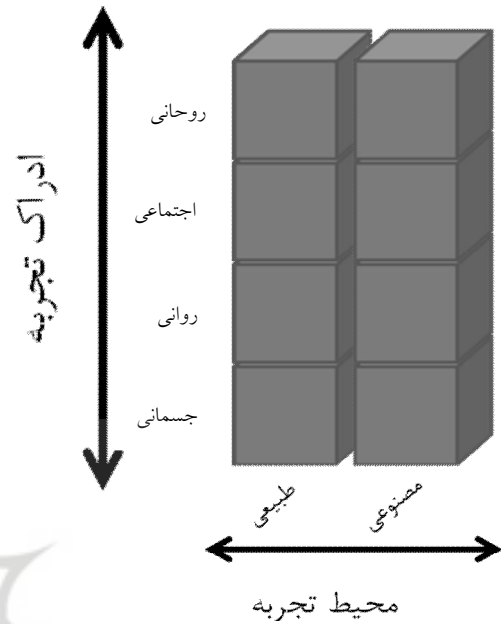 روحانی
اجتماعی
روانی
جسمانی
ادراک تجربه
طبیعی
مصنوعی
محیط تجربه